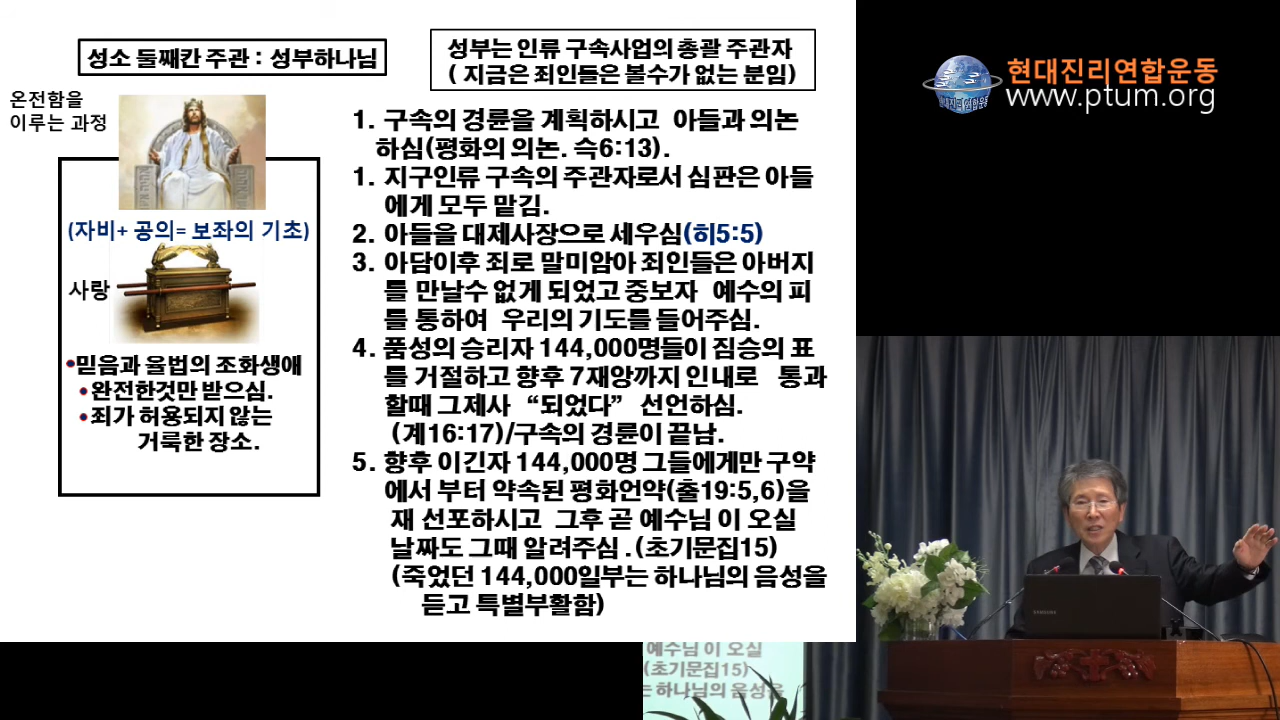 성소 둘째칸 주관 : 성부하나님
온전함을
이루는 과정
(자비+ 공의= 보좌의 기초)
사랑
•믿음과 율법의 조화생애
•완전한것만 받으심.
•죄가 허용되지 않는
거룩한 장소.
성부는 인류 구속사업의 총괄 주관자
( 지금은 죄인들은 볼수가 없는 분임)
1. 구속의 경륜을 계획하시고 아들과 의논
하심(평화의 의논. 슥6:13).
1. 지구인류 구속의 주관자로서 심판은 아들
에게 모두 맡김.
2. 아들을 대제사장으로 세우심(히5:5)
3. 아담이후 죄로 말미암아 죄인들은 아버지
를 만날수 없게 되었고 중보자 예수의 피
를 통하여 우리의 기도를 들어주심.
4. 품성의 승리자 144,000명들이 짐승의 표
를 거절하고 향후 7재앙까지 인내로 통과
할때 그제사 “되었다” 선언하심.
(계16:17)/구속의 경륜이 끝남.
5. 향후 이긴자 144,000명 그들에게만 구약
에서 부터 약속된 평화언약(출19:5,6)을
재 선포하시고 그후 곧 예수님 이 오실
날짜도 그때 알려주심 .(초기문집15)
(죽었던 144,000일부는 하나님의 음성을
듣고 특별부활함)
현대진리연합운동
www.ptum.org
현대진리연합운동
SAMSUNG
예수님 이 오실
(초기문집15)
는 하나님의 음성을